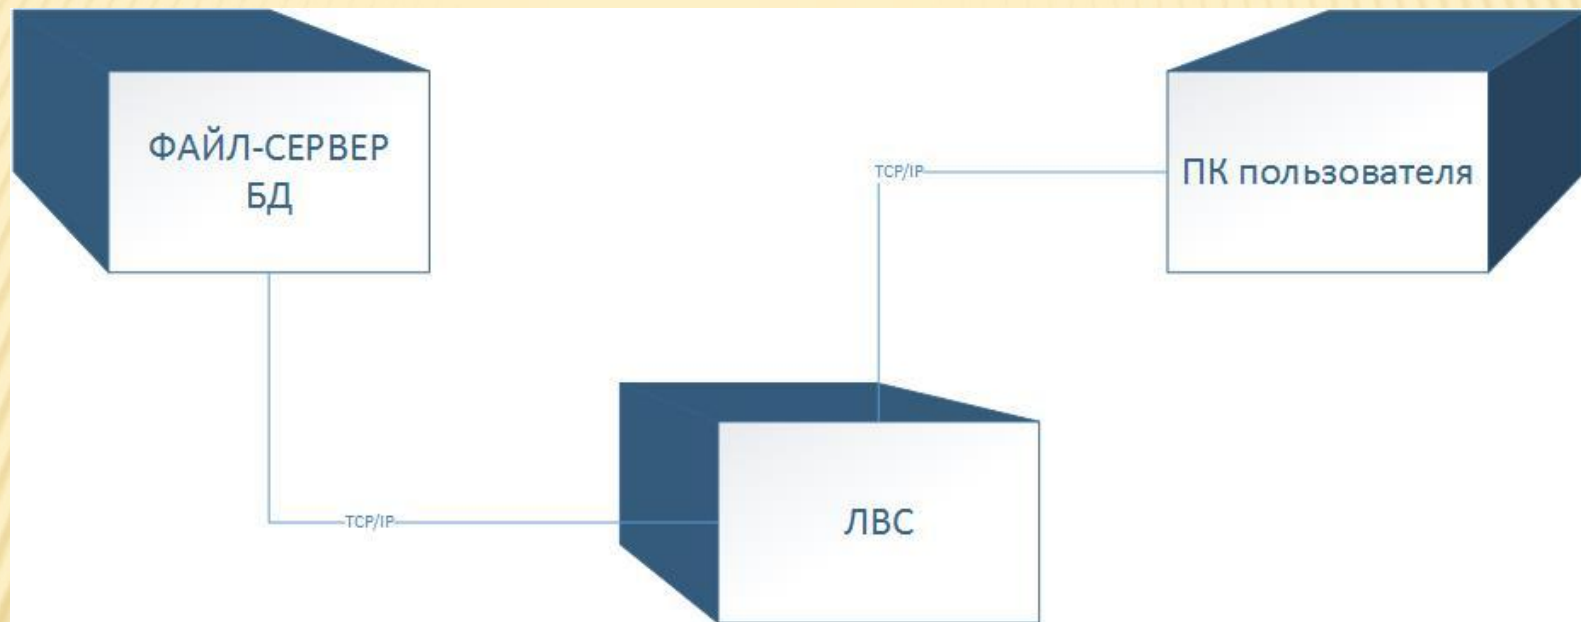 ФАЙЛ-СЕРВЕР
БД
TCP/IP
ПК пользователя
TCP/IP
ЛВС